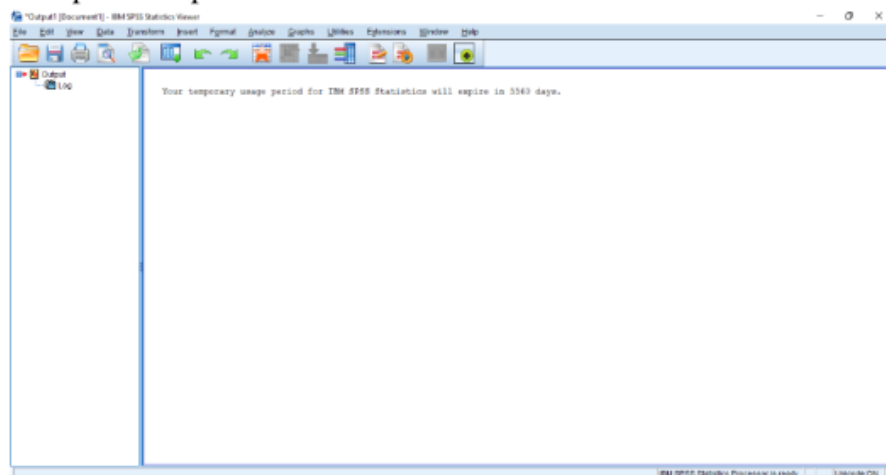 *Output1 [Document1] - IBM SPSS Statistics Viewer
File Edit View Data Transform Insert Format Analyze Graphs Utilities Extensions Window Help
Output
Log
Your temporary usage period for IBM SPSS Statistics will expire in 5560 days.
IBM SPSS Statistics Processor is ready Unicode:ON